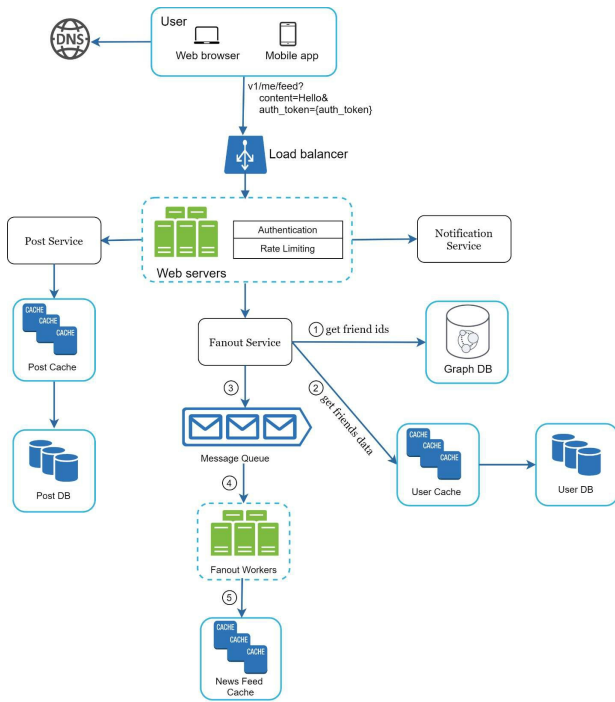 DNS
User
Web browser
Mobile app
v1/me/feed?
content=Hello&
auth_token={auth_token}
Load balancer
Web servers
Authentication
Rate Limiting
Post Service
Notification
Service
CACHE
CACHE
CACHE
Post Cache
Post DB
Fanout Service
1 get friend ids
Graph DB
2 get friends data
CACHE
CACHE
CACHE
User Cache
User DB
3
Message Queue
4
Fanout Workers
5
CACHE
CACHE
CACHE
News Feed
Cache